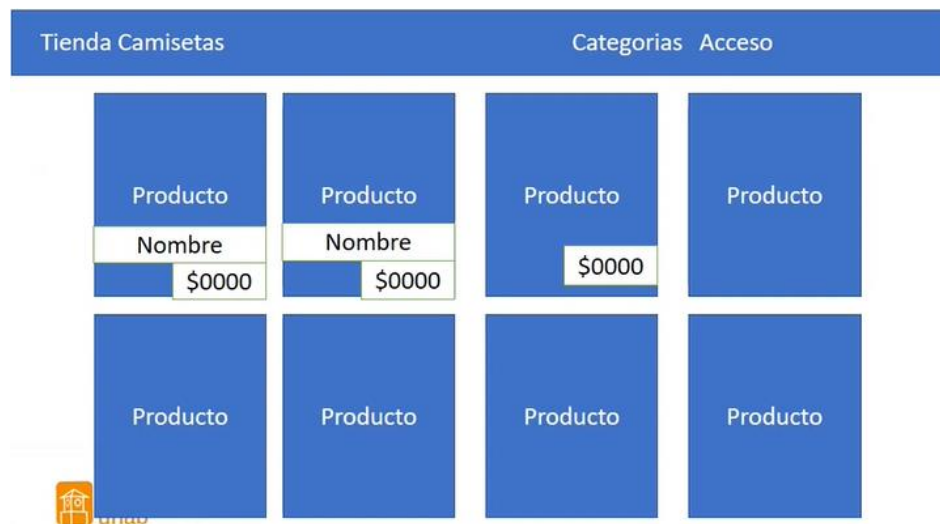 Tienda Camisetas
Categorias Acceso
Producto Producto Producto Producto
Nombre Nombre
$0000 $0000 $0000
Producto Producto Producto Producto